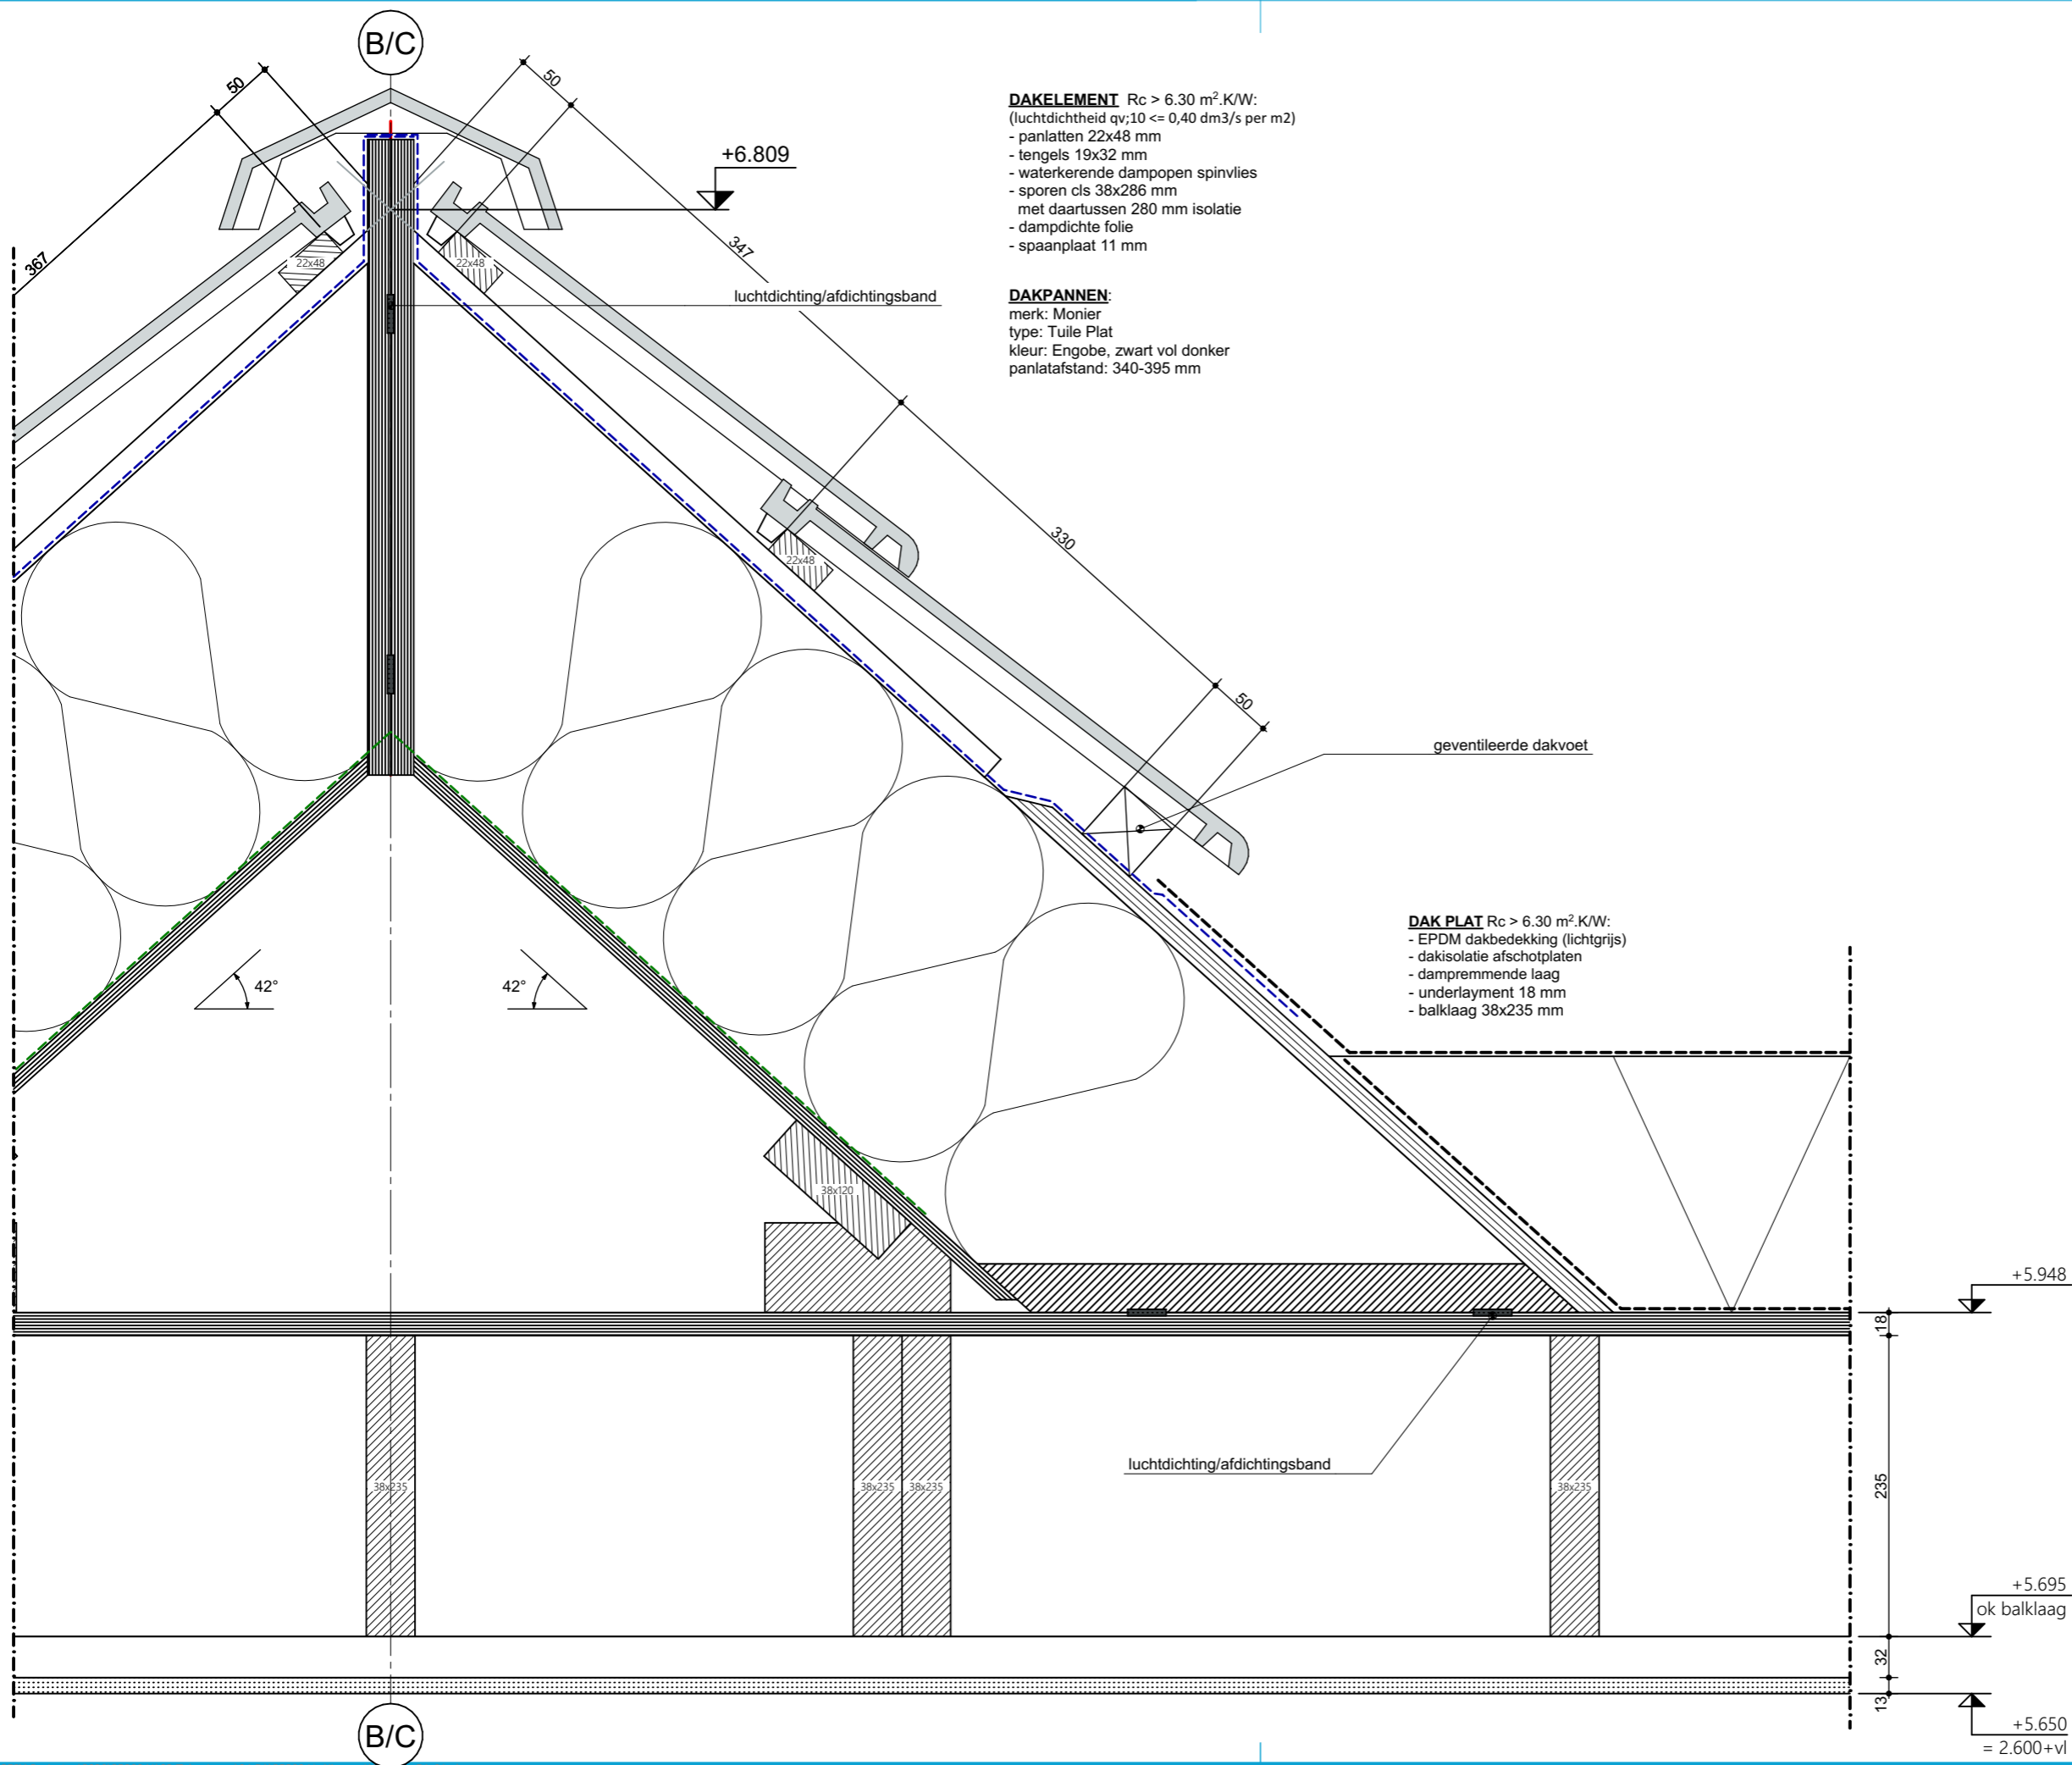 B/C
50
50
367
347
+6.809
22x48
22x48
luchtdichting/afdichtingsband
DAKELEMENT Rc > 6.30 m².K/W:
(luchtdichtheid qv;10 <= 0,40 dm3/s per m2)
- panlatten 22x48 mm
- tengels 19x32 mm
- waterkerende dampopen spinvlies
- sporen cls 38x286 mm
met daartussen 280 mm isolatie
- dampdichte folie
- spaanplaat 11 mm
DAKPANNEN:
merk: Monier
type: Tuile Plat
kleur: Engobe, zwart vol donker
panlatafstand: 340-395 mm
330
22x48
50
geventileerde dakvoet
DAK PLAT Rc > 6.30 m².K/W:
- EPDM dakbedekking (lichtgrijs)
- dakisolatie afschotplaten
- dampremmende laag
- underlayment 18 mm
- balklaag 38x235 mm
42°
42°
38x120
+5.948
18
luchtdichting/afdichtingsband
38x235
38x235
38x235
38x235
235
+5.695
ok balklaag
32
13
+5.650
= 2.600+vl
B/C